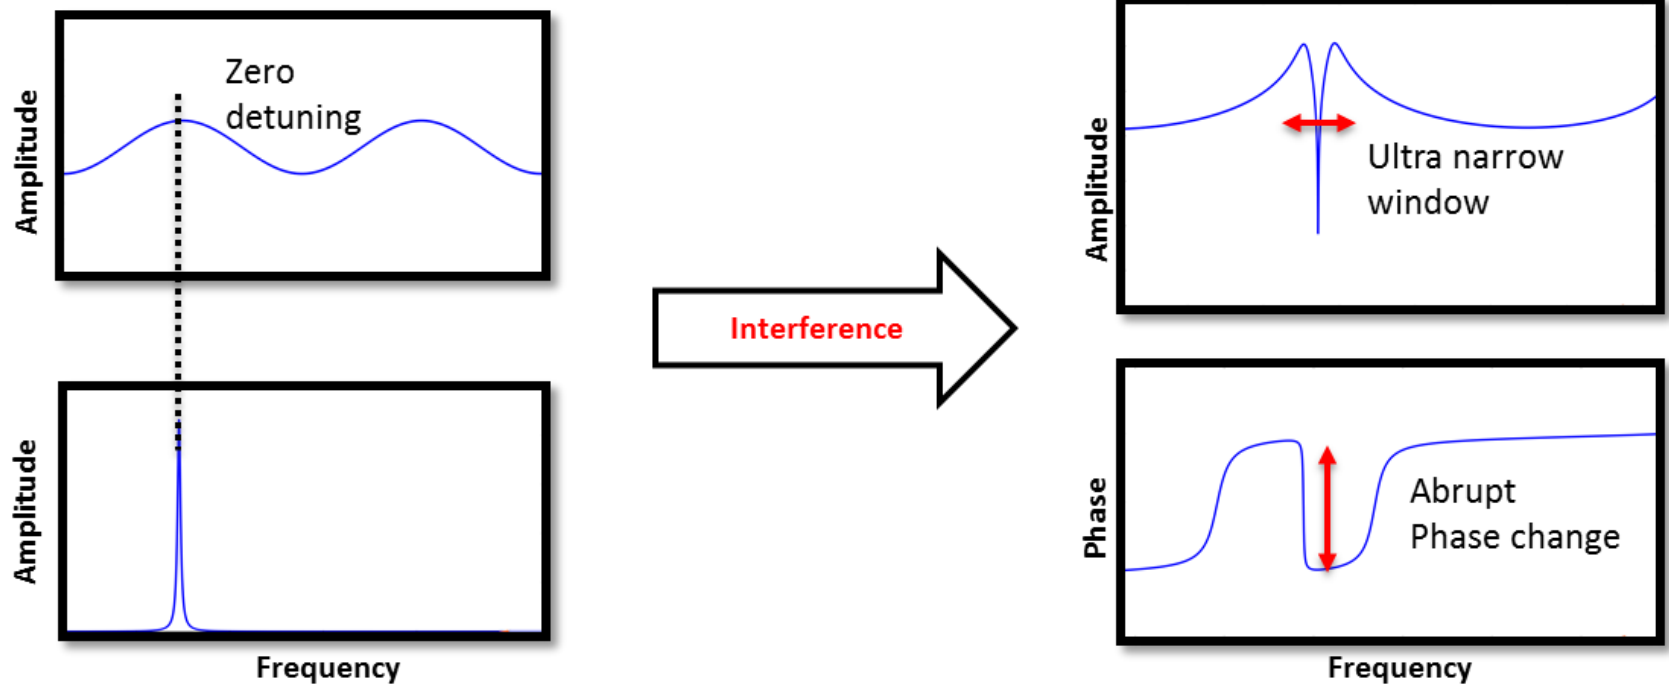 Amplitude
Zero
detuning
Amplitude
Frequency
Interference
Amplitude
Ultra narrow
window
Phase
Abrupt
Phase change
Frequency